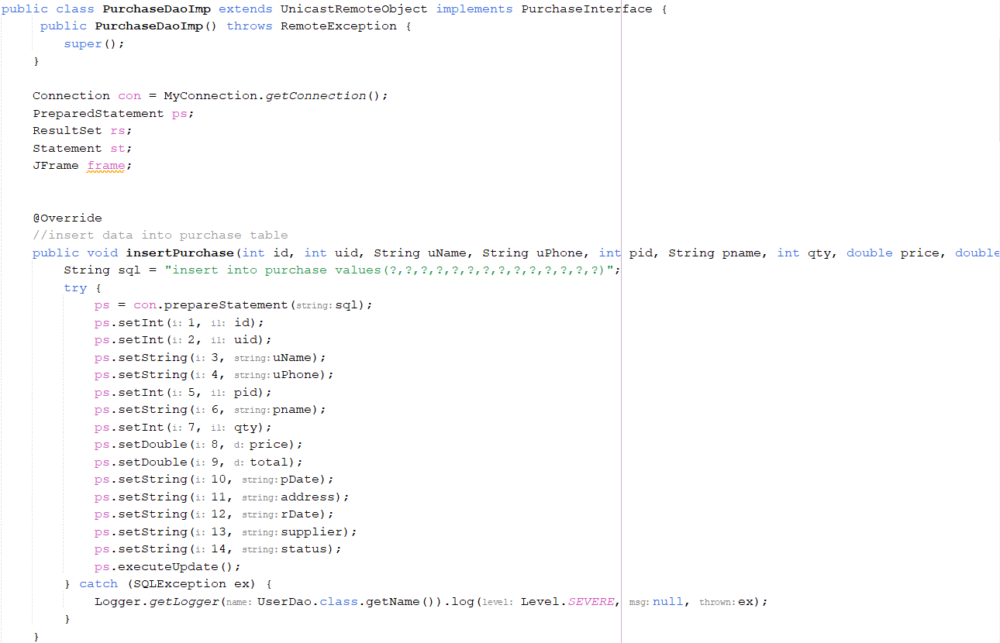 public class PurchaseDaoImp extends UnicastRemoteObject implements PurchaseInterface {
public PurchaseDaoImp() throws RemoteException {
super();
}
Connection con = MyConnection.getConnection();
PreparedStatement ps;
ResultSet rs;
Statement st;
JFrame frame;
@Override
//insert data into purchase table
public void insertPurchase(int id, int uid, String uName, String uPhone, int pid, String pname, int qty, double price, double
String sql = "insert into purchase values(?,?,?,?,?,?,?,?,?,?,?,?,?,?)";
try {
ps = con.prepareStatement(string: sql);
ps.setInt(i: 1, i1: id);
ps.setInt(i: 2, i1: uid);
ps.setString(i: 3, string: uName);
ps.setString(i: 4, string: uPhone);
ps.setInt(i: 5, i1: pid);
ps.setString(i: 6, string: pname);
ps.setInt(i: 7, i1: qty);
ps.setDouble(i: 8, d: price);
ps.setDouble(i: 9, d: total);
ps.setString(i: 10, string: pDate);
ps.setString(i: 11, string: address);
ps.setString(i: 12, string: rDate);
ps.setString(i: 13, string: supplier);
ps.setString(i: 14, string: status);
ps.executeUpdate();
} catch (SQLException ex) {
Logger.getLogger(name: UserDao.class.getName()).log(level: Level.SEVERE, msg: null, thrown: ex);
}
}